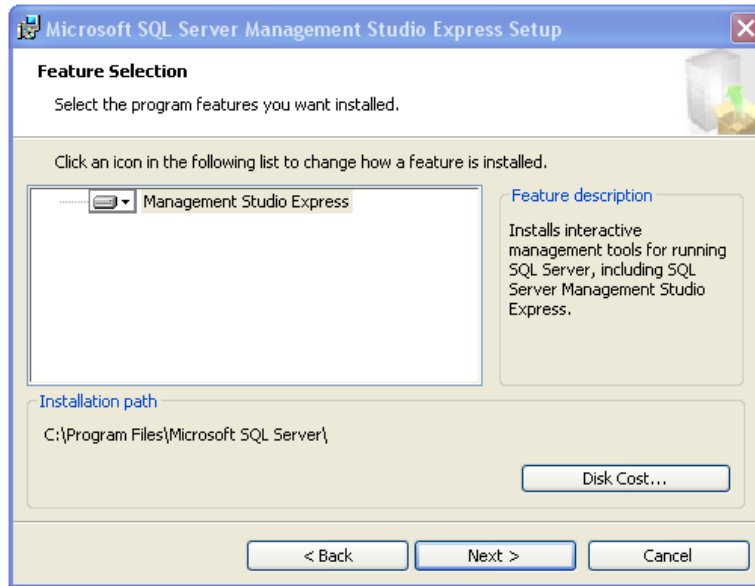 Microsoft SQL Server Management Studio Express Setup
Feature Selection
Select the program features you want installed.
Click an icon in the following list to change how a feature is installed.
Management Studio Express
Feature description
Installs interactive
management tools for running
SQL Server, including SQL
Server Management Studio
Express.
Installation path
C:\Program Files\Microsoft SQL Server\
Disk Cost...
< Back
Next >
Cancel